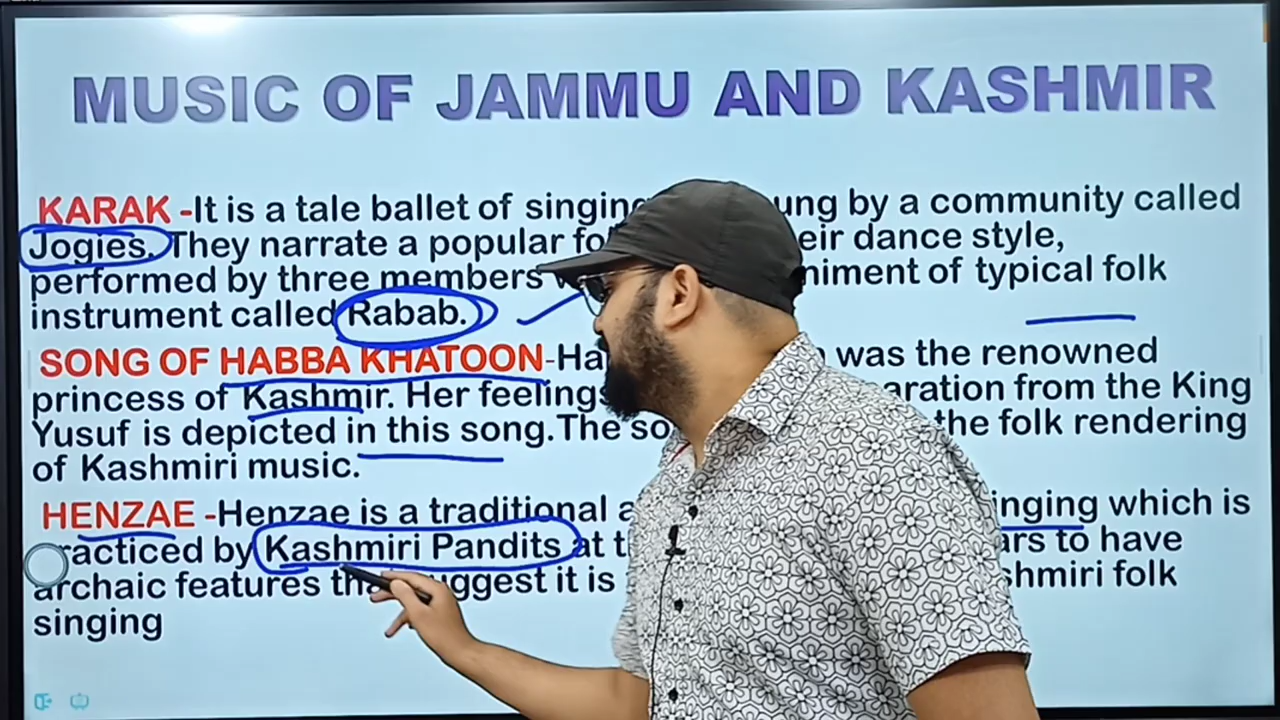 MUSIC OF JAMMU AND KASHMIR
KARAK -It is a tale ballet of singing ung by a community called
Jogies. They narrate a popular fo eir dance style,
performed by three members niment of typical folk
instrument called Rabab.
SONG OF HABBA KHATOON-Ha was the renowned
princess of Kashmir. Her feelings aration from the King
Yusuf is depicted in this song.The so the folk rendering
of Kashmiri music.
HENZAE -Henzae is a traditional a inging which is
racticed by Kashmiri Pandits at t ars to have
archaic features tha uggest it is shmiri folk
singing